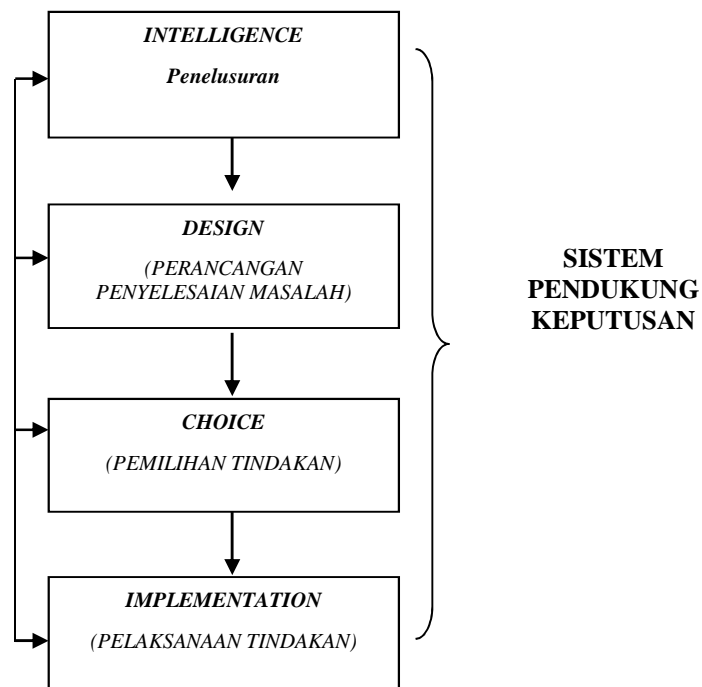 INTELLIGENCE
Penelusuran
DESIGN
(PERANCANGAN
PENYELESAIAN MASALAH)
CHOICE
(PEMILIHAN TINDAKAN)
IMPLEMENTATION
(PELAKSANAAN TINDAKAN)
SISTEM
PENDUKUNG
KEPUTUSAN